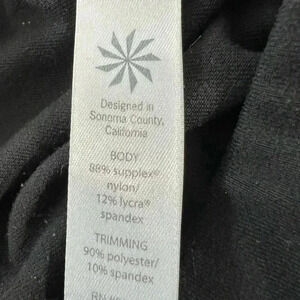 Designed in
Sonoma County,
California
BODY
88% supplex®
nylon/
12% lycra®
spandex
TRIMMING
90% polyester/
10% spandex